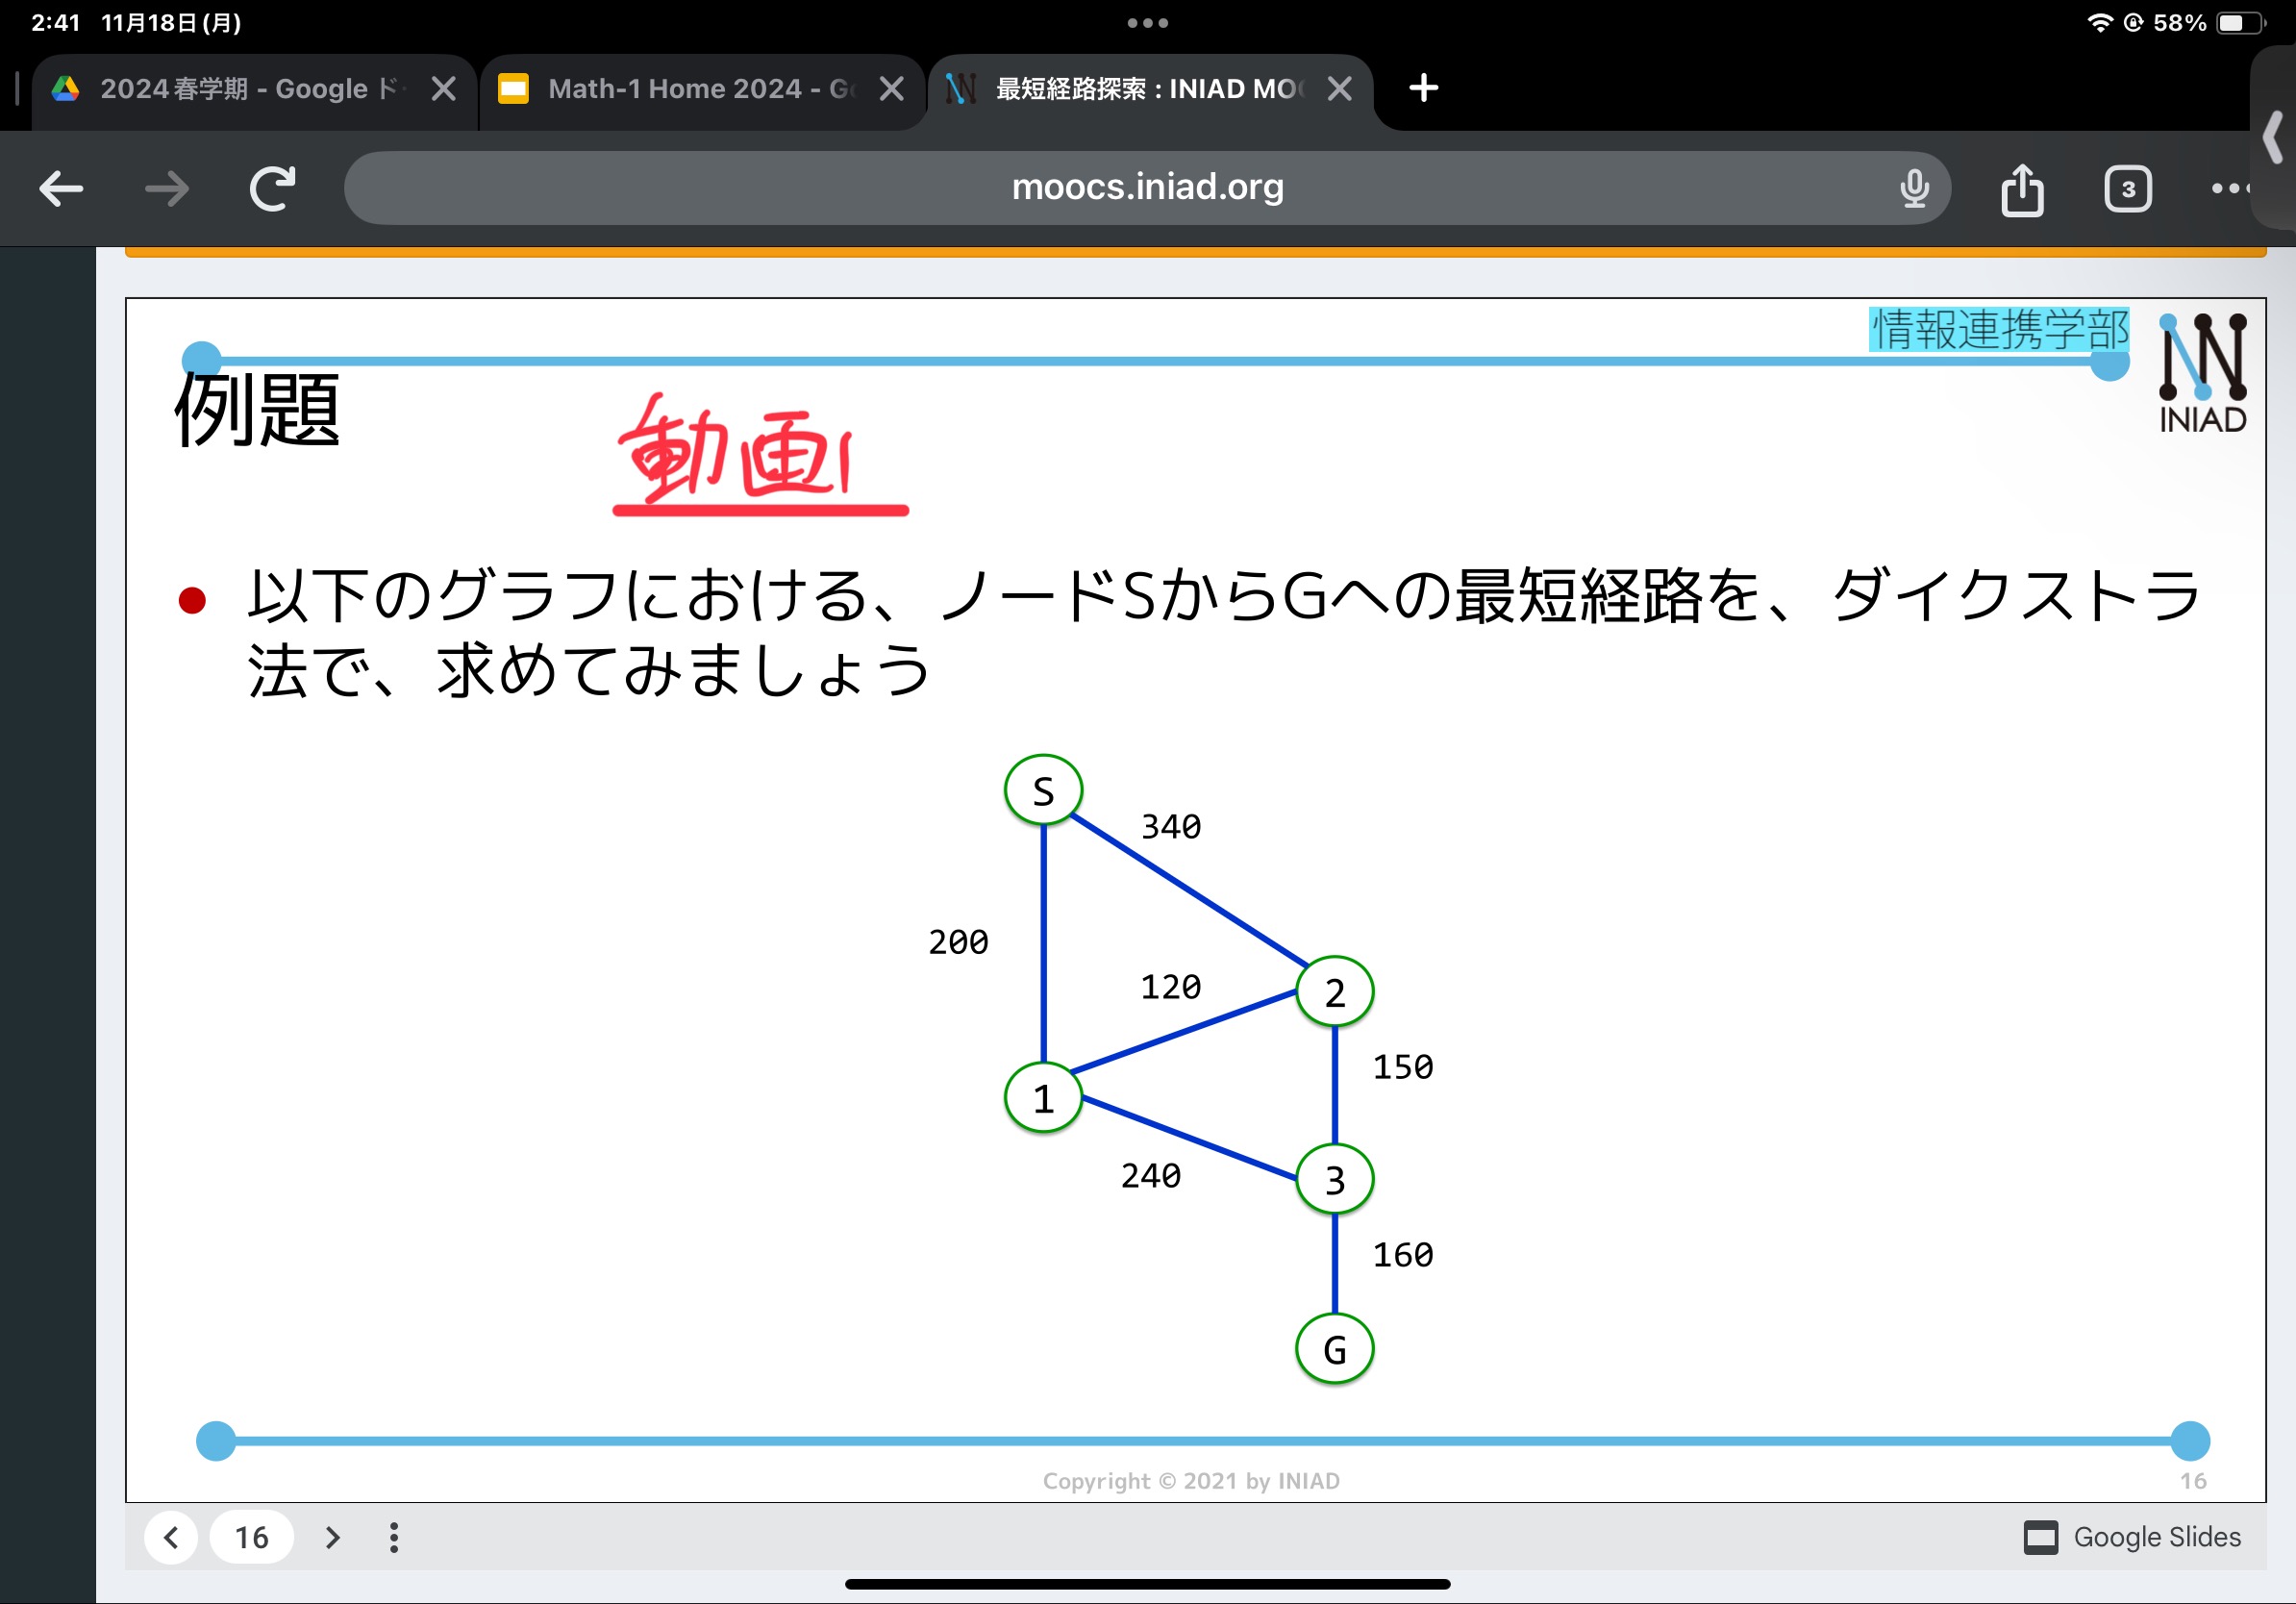 2:41 11月18日(月) 58%
2024春学期 - Google ド
Math-1 Home 2024 - G
最短経路探索 : INIAD MO
moocs.iniad.org
3
情報連携学部
INIAD
例題
動画1
以下のグラフにおける、ノードSからGへの最短経路を、ダイクストラ
法で、求めてみましょう
S
340
200
120
2
150
1
240
3
160
G
Copyright © 2021 by INIAD
16
16
Google Slides